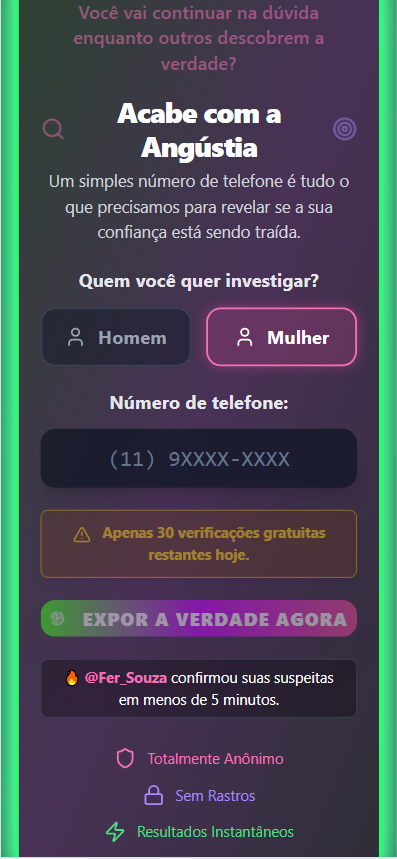 Você vai continuar na dúvida
enquanto outros descobrem a
verdade?
Acabe com a
Angústia
Um simples número de telefone é tudo o
que precisamos para revelar se a sua
confiança está sendo traída.
Quem você quer investigar?
Homem
Mulher
Número de telefone:
(11) 9XXXX-XXXX
Apenas 30 verificações gratuitas
restantes hoje.
EXPOR A VERDADE AGORA
@Fer_Souza confirmou suas suspeitas
em menos de 5 minutos.
Totalmente Anônimo
Sem Rastros
Resultados Instantâneos